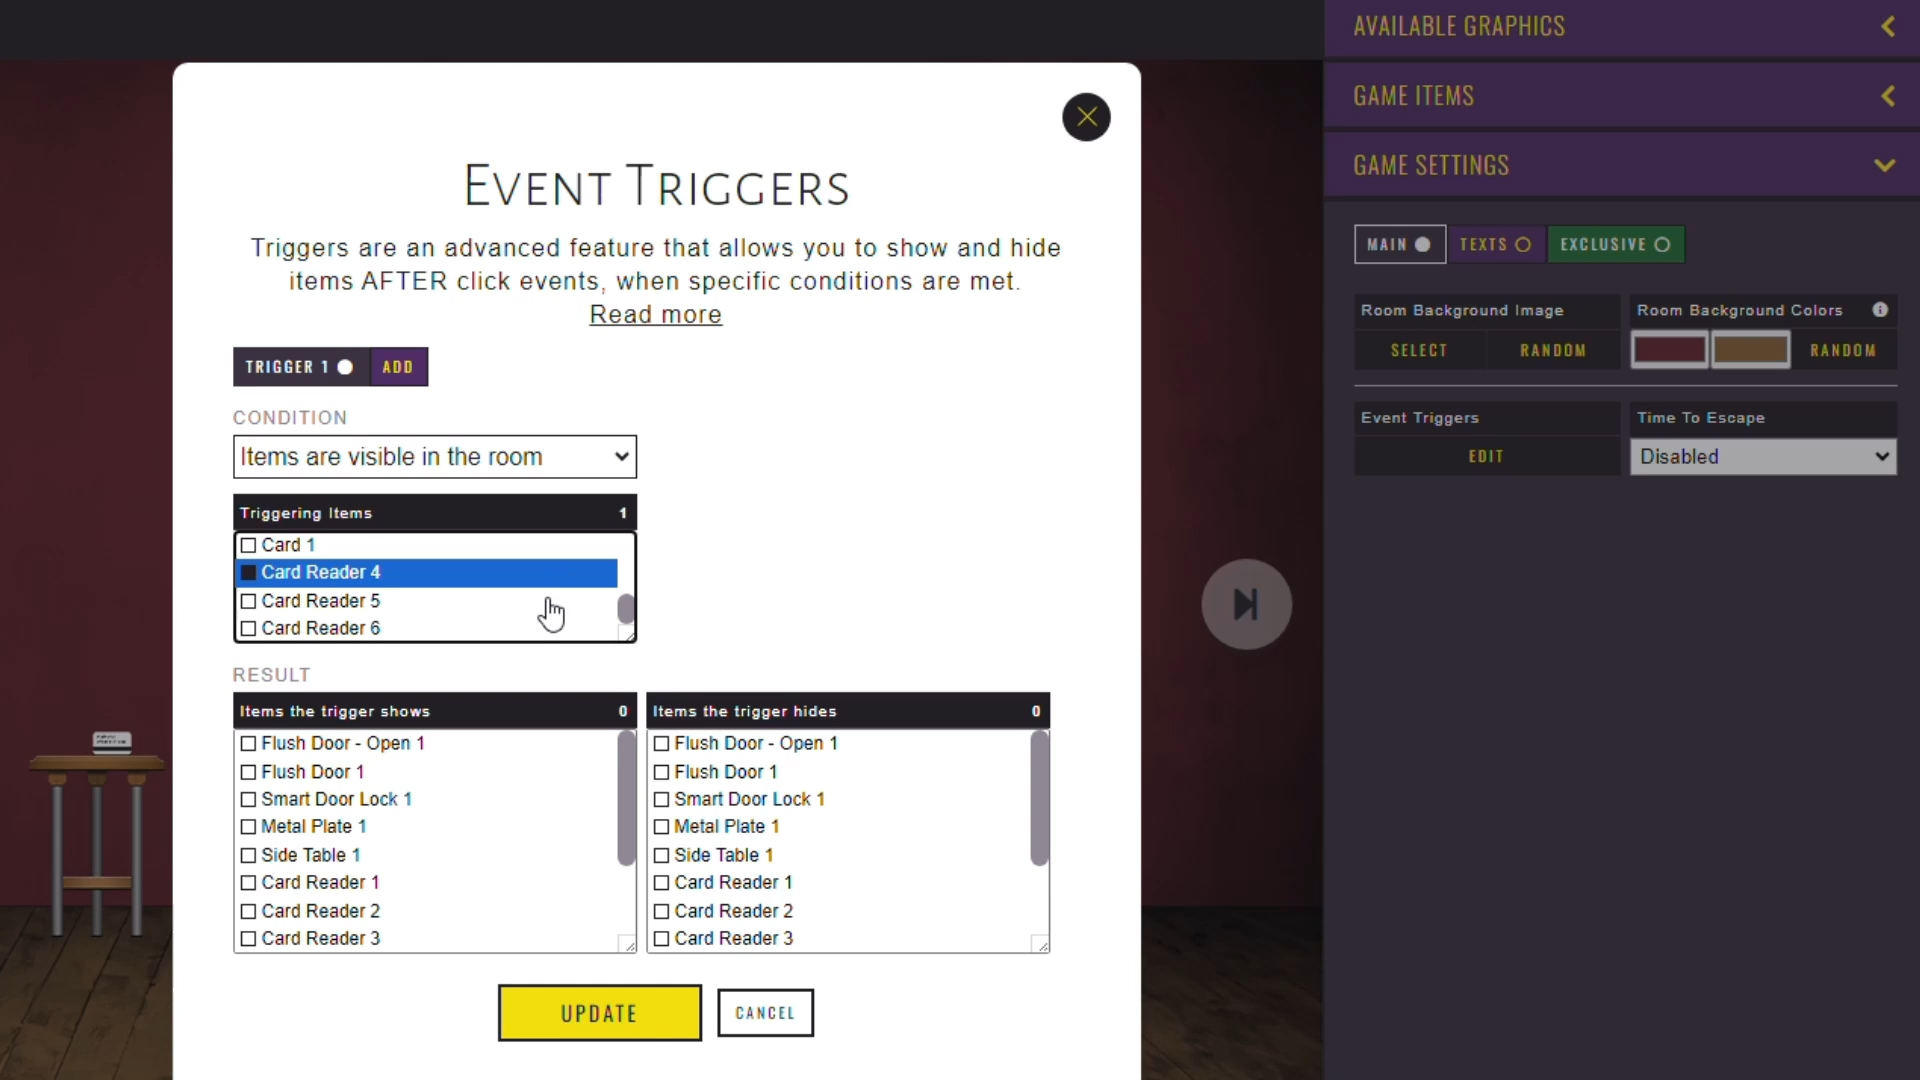 AVAILABLE GRAPHICS
GAME ITEMS
GAME SETTINGS
MAIN
TEXTS
EXCLUSIVE
Room Background Image
SELECT
RANDOM
Room Background Colors
RANDOM
Event Triggers
EDIT
Time To Escape
Disabled
EVENT TRIGGERS
Triggers are an advanced feature that allows you to show and hide
items AFTER click events, when specific conditions are met.
Read more
TRIGGER 1
ADD
CONDITION
Items are visible in the room
Triggering Items 1
Card 1
Card Reader 4
Card Reader 5
Card Reader 6
RESULT
Items the trigger shows 0
Flush Door - Open 1
Flush Door 1
Smart Door Lock 1
Metal Plate 1
Side Table 1
Card Reader 1
Card Reader 2
Card Reader 3
Items the trigger hides 0
Flush Door - Open 1
Flush Door 1
Smart Door Lock 1
Metal Plate 1
Side Table 1
Card Reader 1
Card Reader 2
Card Reader 3
UPDATE
CANCEL